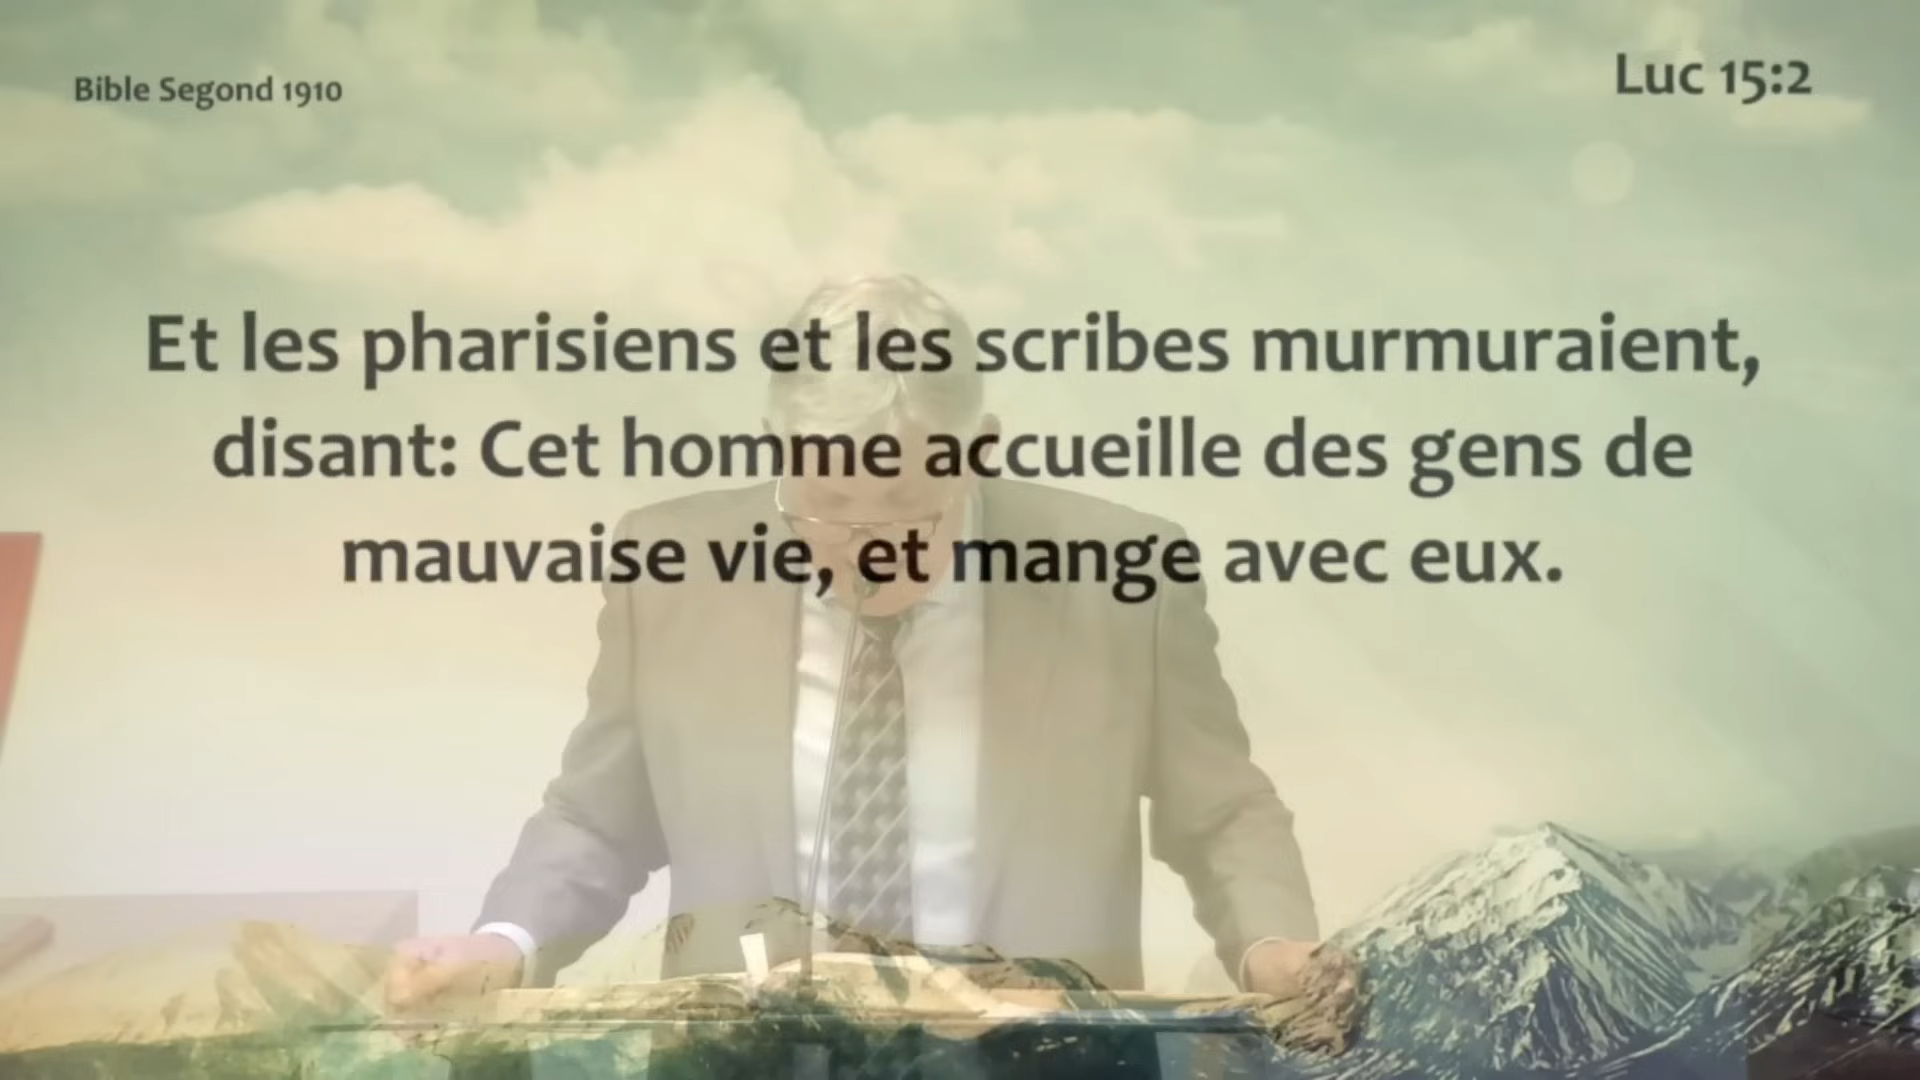 Bible Segond 1910
Luc 15:2
Et les pharisiens et les scribes murmuraient,
disant: Cet homme accueille des gens de
mauvaise vie, et mange avec eux.